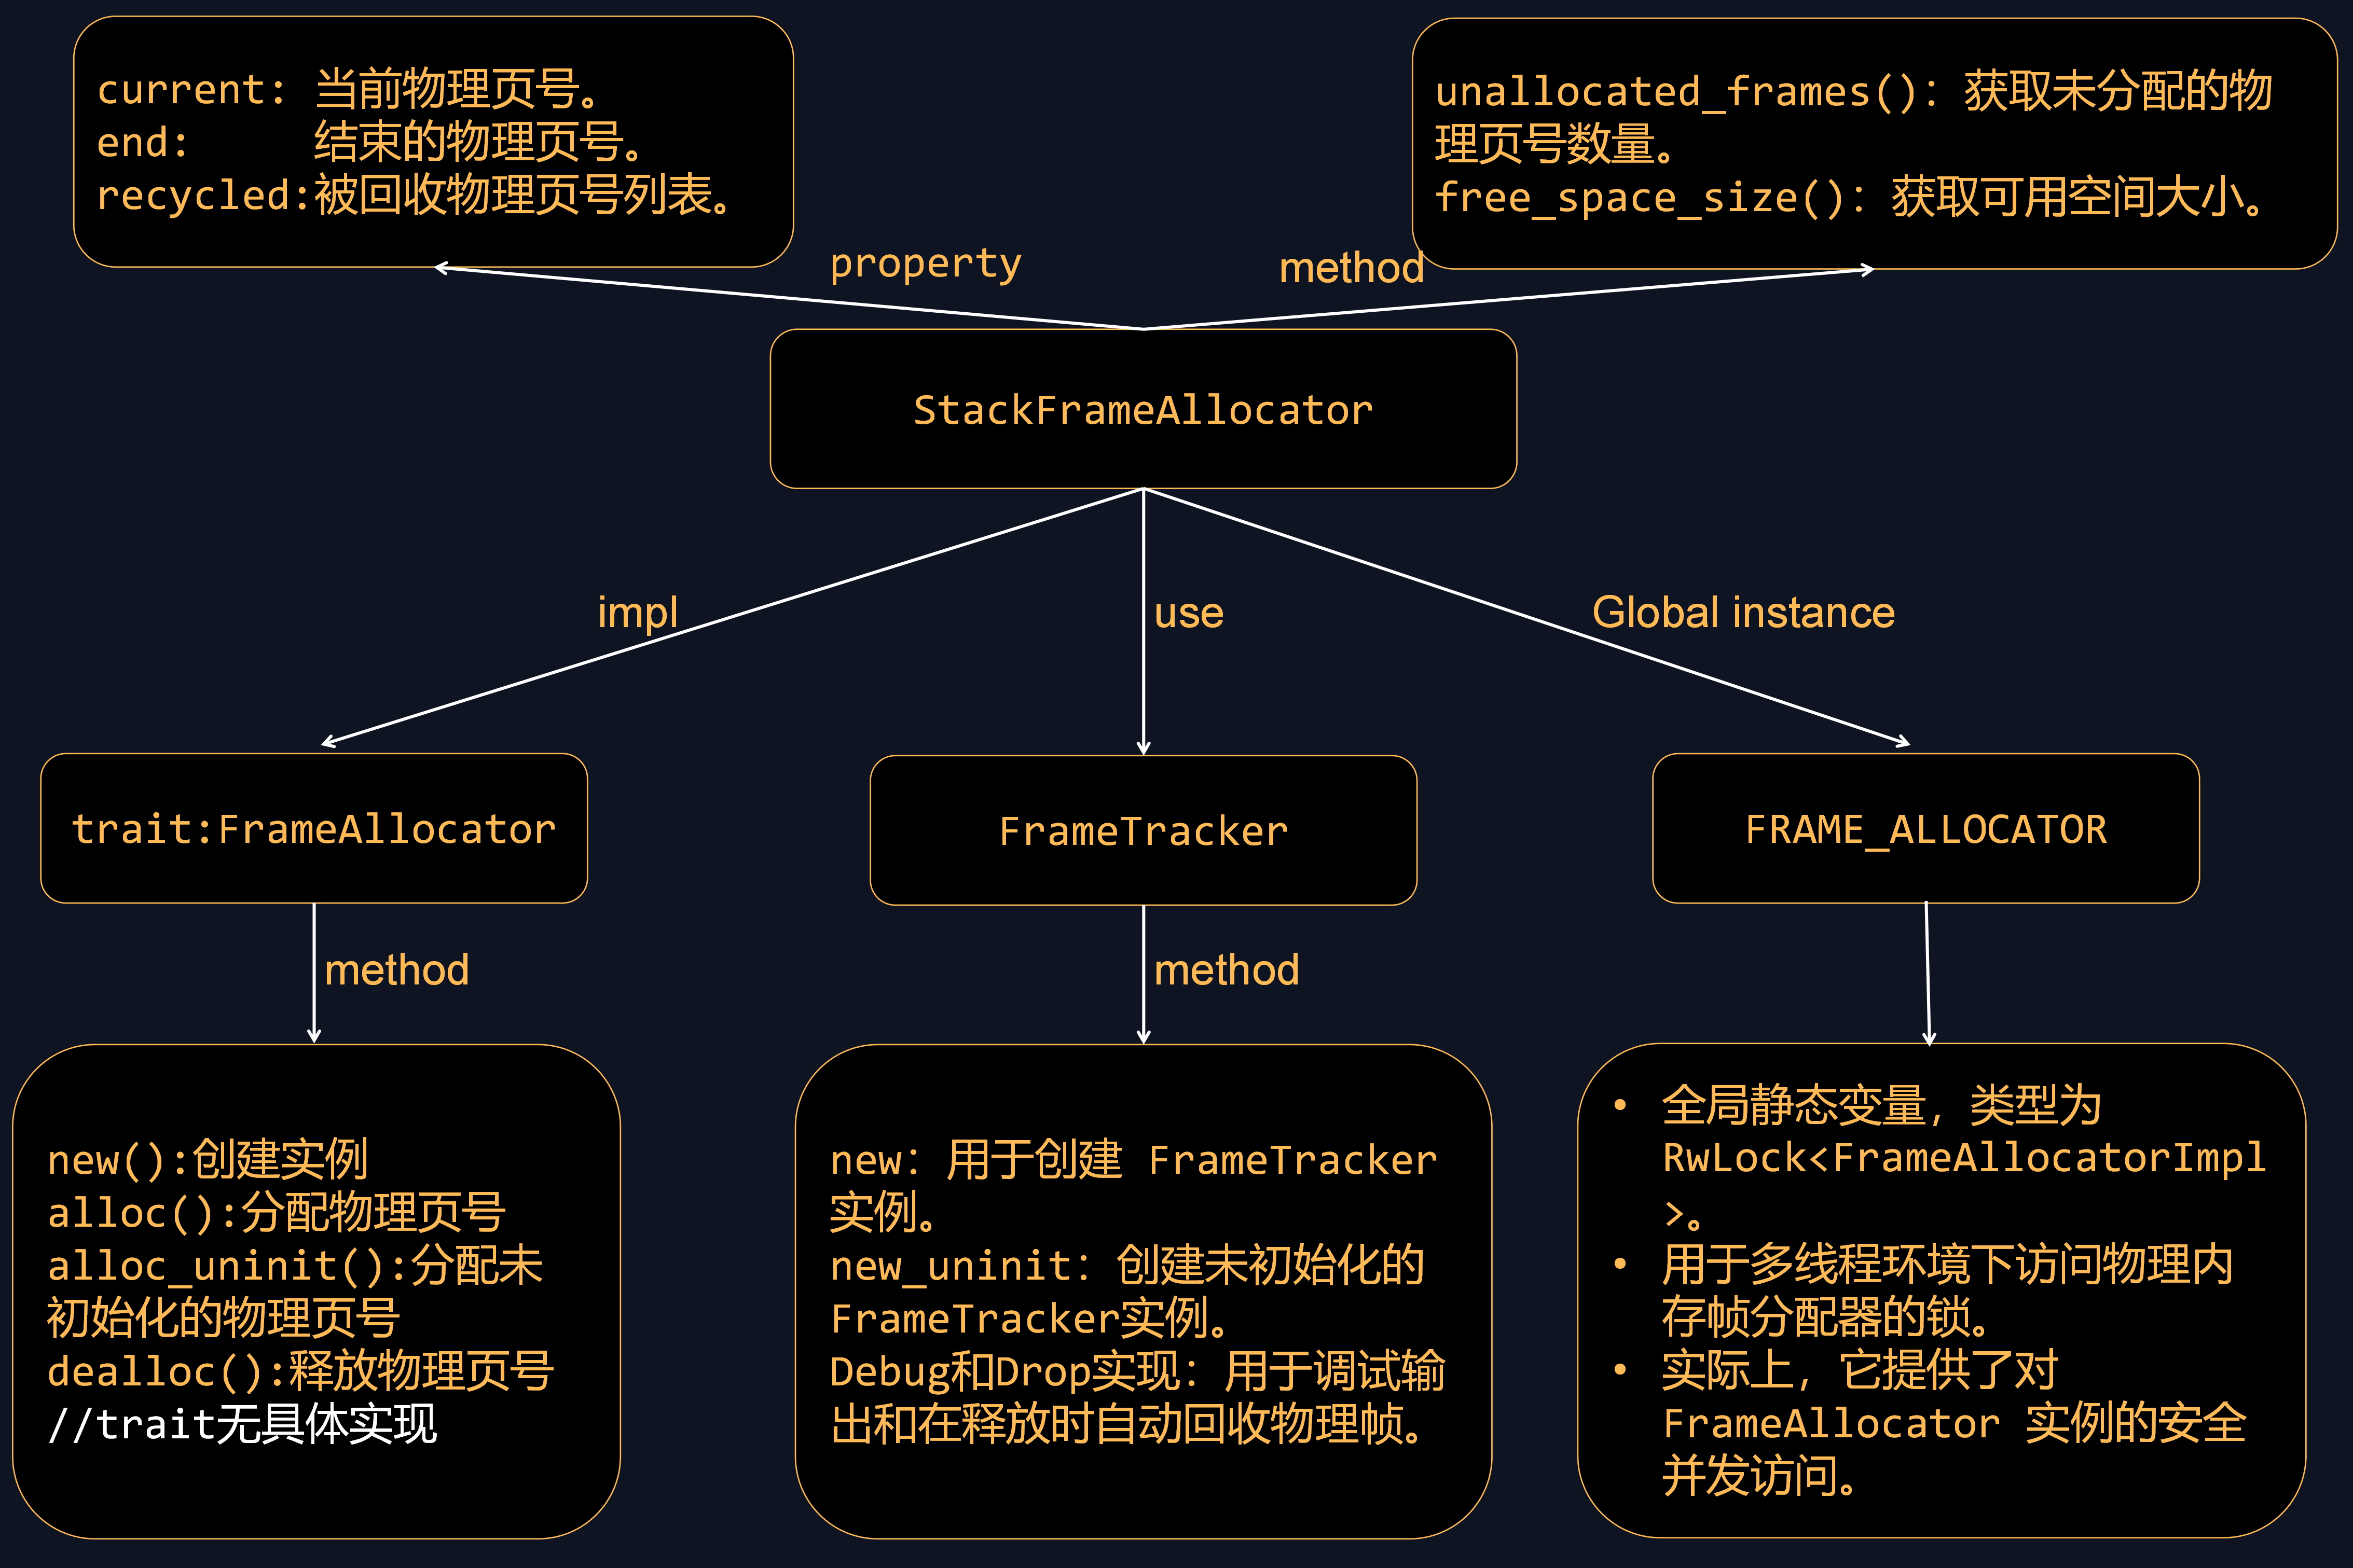 current: 当前物理页号。
end: 结束的物理页号。
recycled:被回收物理页号列表。
unallocated_frames(): 获取未分配的物
理页号数量。
free_space_size(): 获取可用空间大小。
property
method
StackFrameAllocator
impl
use
Global instance
trait:FrameAllocator
FrameTracker
FRAME_ALLOCATOR
method
method
new():创建实例
alloc():分配物理页号
alloc_uninit():分配未
初始化的物理页号
dealloc():释放物理页号
//trait无具体实现
new: 用于创建 FrameTracker
实例。
new_uninit: 创建未初始化的
FrameTracker实例。
Debug和Drop实现: 用于调试输
出和在释放时自动回收物理帧。
• 全局静态变量, 类型为
RwLock<FrameAllocatorImpl
>。
• 用于多线程环境下访问物理内
存帧分配器的锁。
• 实际上, 它提供了对
FrameAllocator 实例的安全
并发访问。